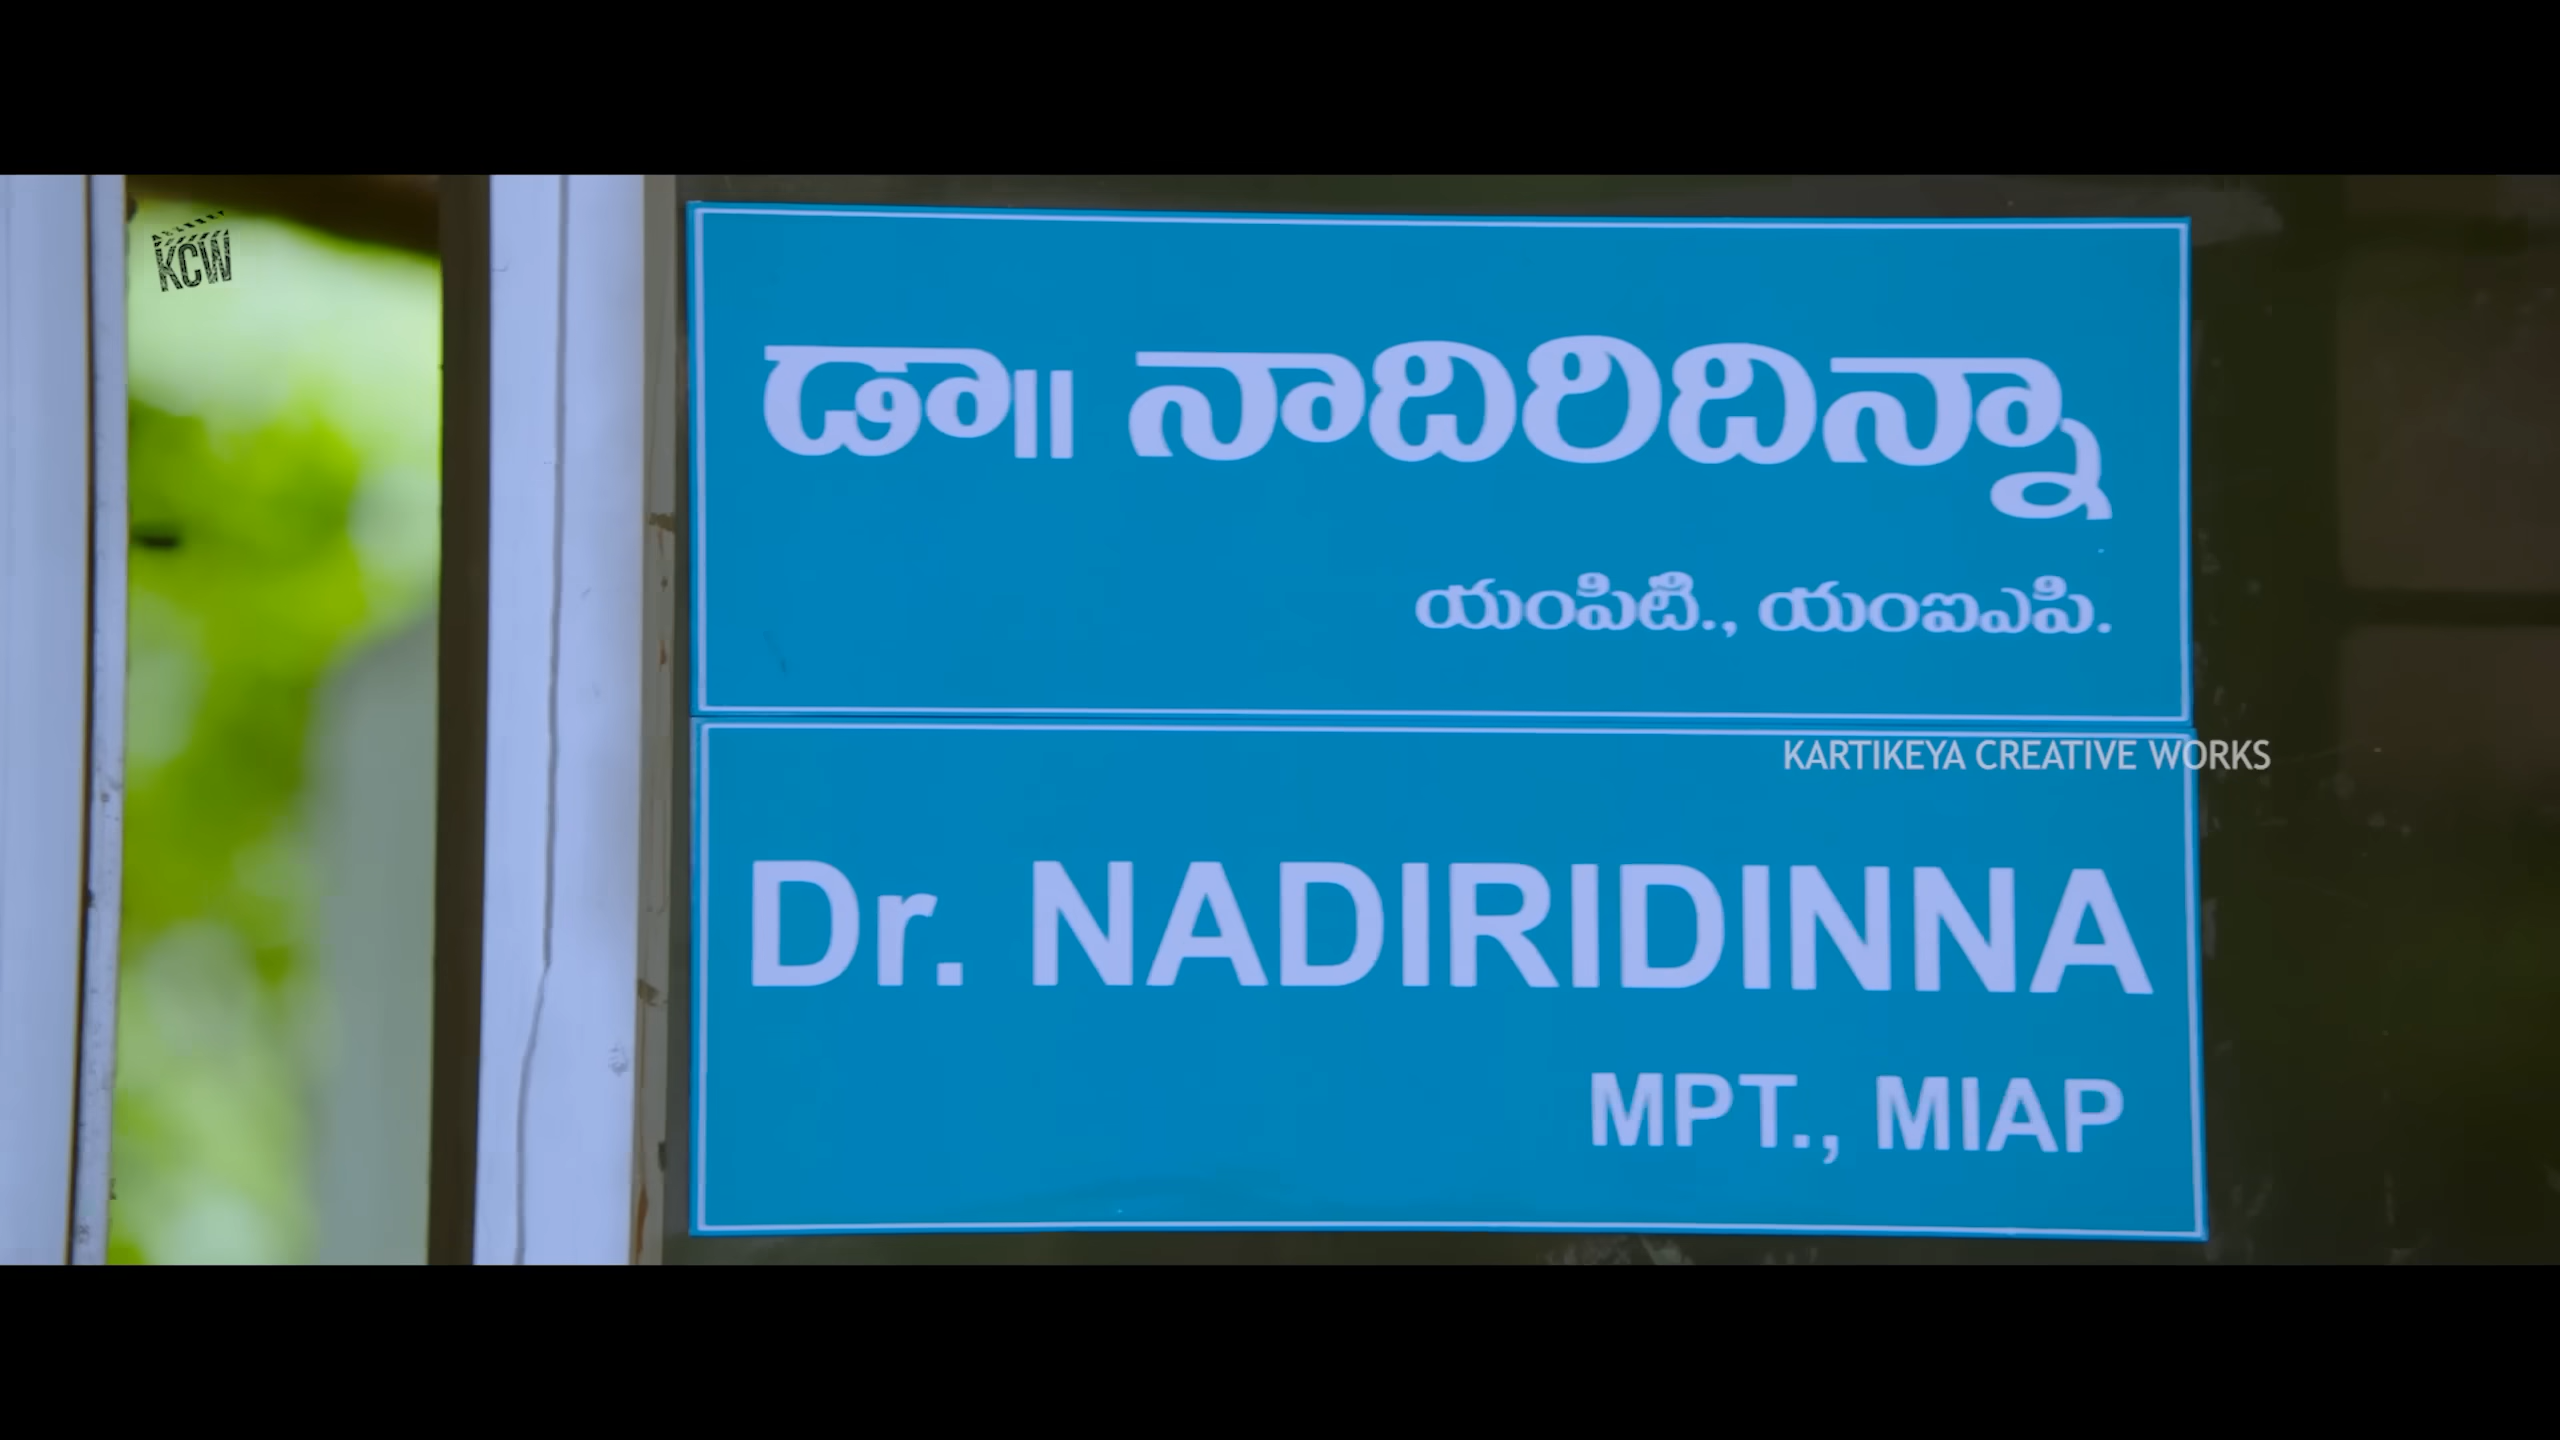 KCW
డా॥ నాదిరిదిన్నా
యంపిటి., యంఐఎపి.
KARTIKEYA CREATIVE WORKS
Dr. NADIRIDINNA
MPT., MIAP